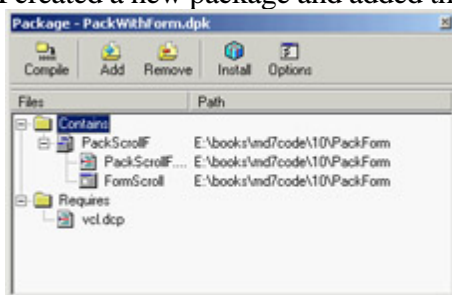 I created a new package and added th
Package - PackWithForm.dpk
Compile Add Remove Install Options
Files Path
Contains
PackScrollF E:\books\md7code\10\PackForm
PackScrollF.... E:\books\md7code\10\PackForm
FormScroll E:\books\md7code\10\PackForm
Requires
vcl.dcp